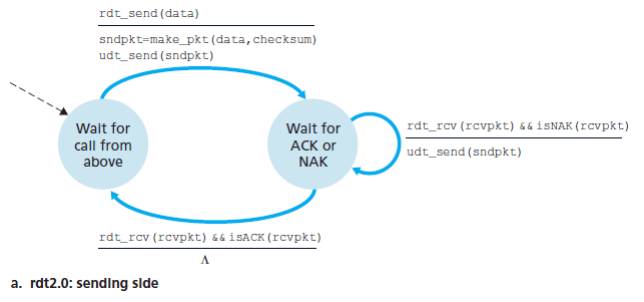 rdt_send(data)
sndpkt=make_pkt(data,checksum)
udt_send(sndpkt)
Wait for
call from
above
Wait for
ACK or
NAK
rdt_rcv(rcvpkt) && isNAK(rcvpkt)
udt_send(sndpkt)
rdt_rcv(rcvpkt) && isACK(rcvpkt)
Λ
a. rdt2.0: sending side